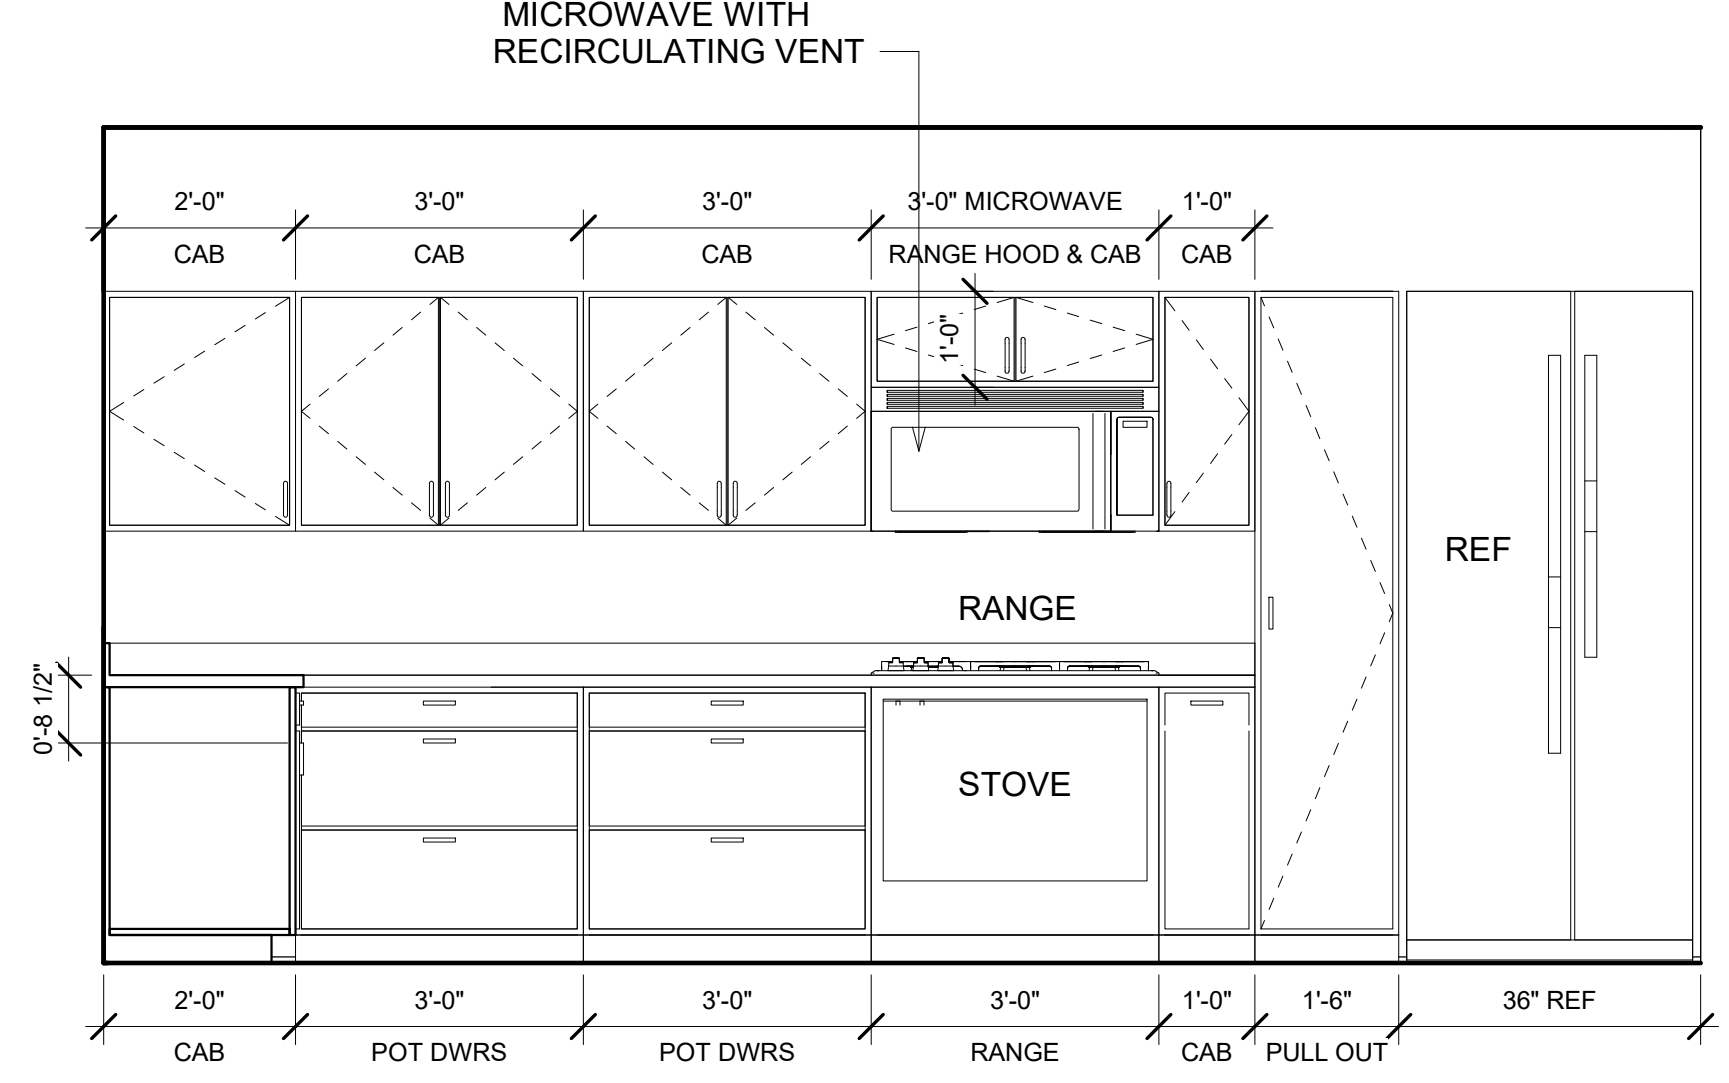 MICROWAVE WITH
RECIRCULATING VENT
2'-0" 3'-0" 3'-0" 3'-0" MICROWAVE 1'-0"
CAB CAB CAB RANGE HOOD & CAB CAB
1'-0"
REF
RANGE
0'-8 1/2"
STOVE
2'-0" 3'-0" 3'-0" 3'-0" 1'-0" 1'-6" 36" REF
CAB POT DWRS POT DWRS RANGE CAB PULL OUT